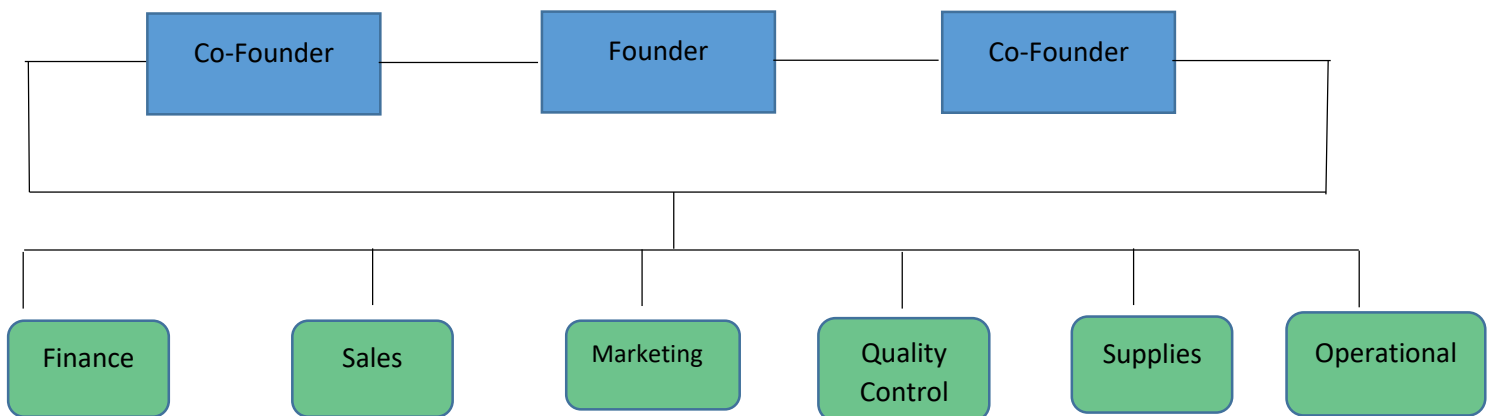 Co-Founder
Founder
Co-Founder
Finance
Sales
Marketing
Quality
Control
Supplies
Operational